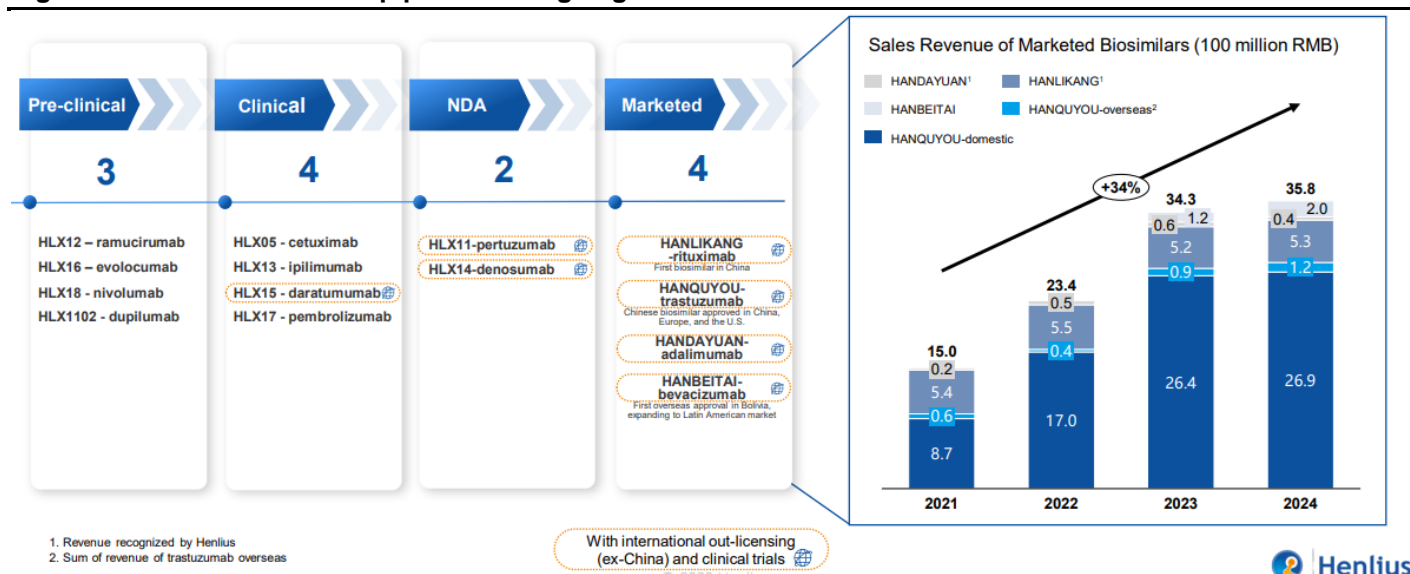 Pre-clinical
Clinical
NDA
Marketed
3
4
2
4
HLX12 – ramucirumab
HLX16 – evolocumab
HLX18 - nivolumab
HLX1102 - dupilumab
HLX05 - cetuximab
HLX13 - ipilimumab
HLX15 - daratumumab
HLX17 - pembrolizumab
HLX11-pertuzumab
HLX14-denosumab
HANLIKANG
-rituximab
First biosimilar in China
HANQUYOU-
trastuzumab
Chinese biosimilar approved in China,
Europe, and the U.S.
HANDAYUAN-
adalimumab
HANBEITAI-
bevacizumab
First overseas approval in Bolivia,
expanding to Latin American market
Sales Revenue of Marketed Biosimilars (100 million RMB)
HANDAYUAN¹
HANLIKANG¹
HANBEITAI
HANQUYOU-overseas²
HANQUYOU-domestic
+34%
15.0
0.2
5.4
0.6
8.7
23.4
0.5
5.5
0.4
17.0
34.3
0.6
1.2
5.2
0.9
26.4
35.8
0.4
2.0
5.3
1.2
26.9
2021
2022
2023
2024
1. Revenue recognized by Henlius
2. Sum of revenue of trastuzumab overseas
With international out-licensing
(ex-China) and clinical trials
Henlius